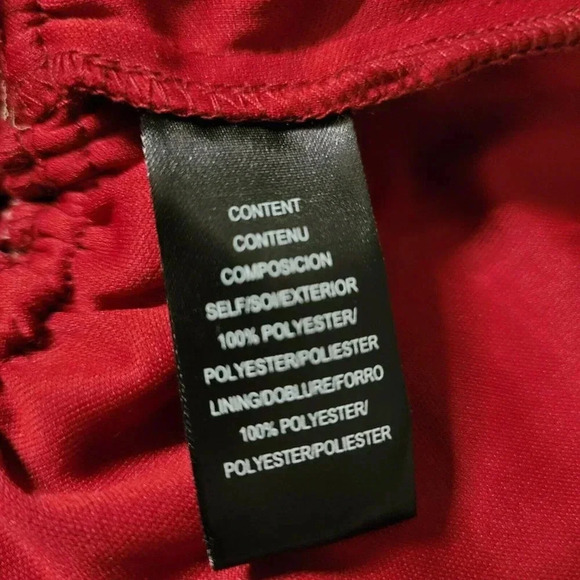 CONTENT
CONTENU
COMPOSICION
SELF/SOI/EXTERIOR
100% POLYESTER/
POLYESTER/POLIESTER
LINING/DOBLURE/FORRO
100% POLYESTER/
POLYESTER/POLIESTER